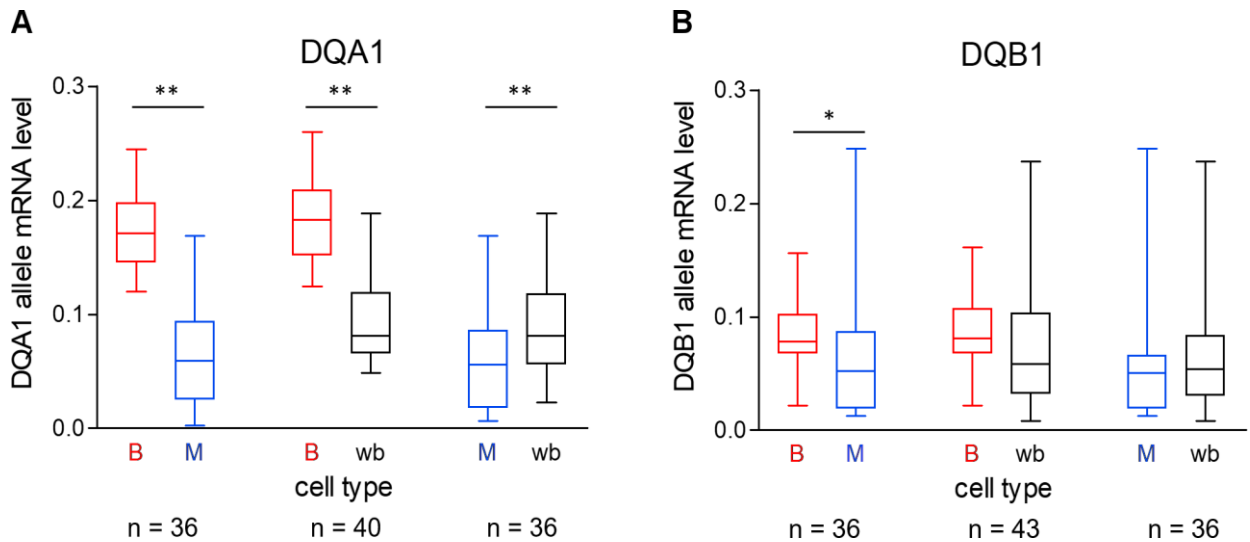 A
DQA1
DQA1 allele mRNA level
0.3
0.2
0.1
0.0
** ** **
B M B wb M wb
cell type
n = 36 n = 40 n = 36
B
DQB1
DQB1 allele mRNA level
0.3
0.2
0.1
0.0
*
B M B wb M wb
cell type
n = 36 n = 43 n = 36